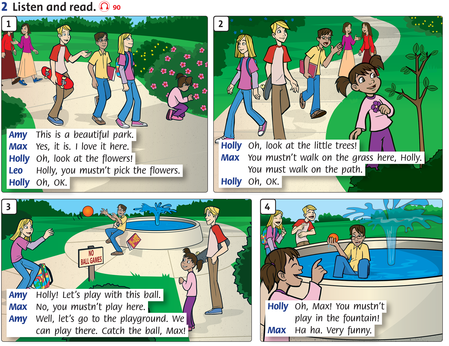 2 Listen and read. 90
1
Amy This is a beautiful park.
Max Yes, it is. I love it here.
Holly Oh, look at the flowers!
Leo Holly, you mustn't pick the flowers.
Holly Oh, OK.
2
Holly Oh, look at the little trees!
Max You mustn't walk on the grass here, Holly.
You must walk on the path.
Holly Oh, OK.
3
NO
BALL GAMES
Amy Holly! Let's play with this ball.
Max No, you mustn't play here.
Amy Well, let's go to the playground. We
can play there. Catch the ball, Max!
4
Holly Oh, Max! You mustn't
play in the fountain!
Max Ha ha. Very funny.